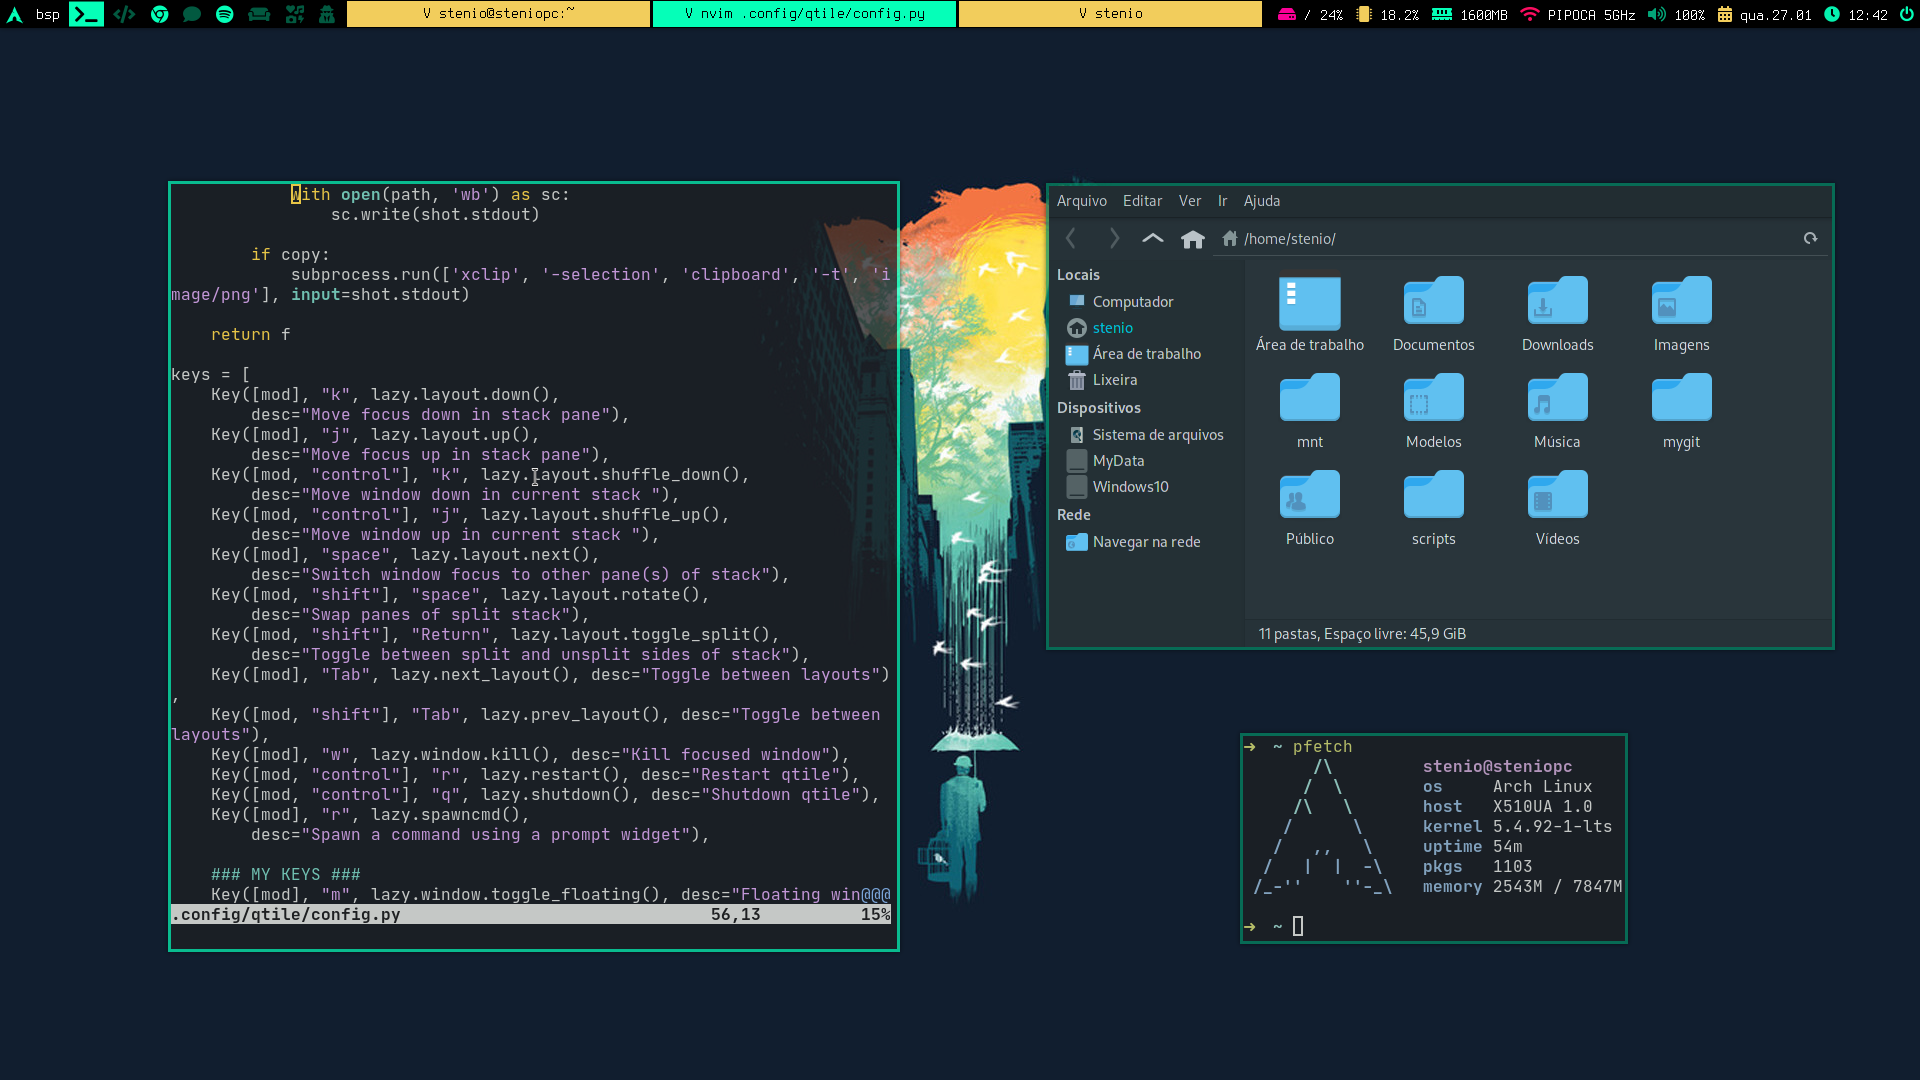 bsp
V stenio@steniopc:~
V nvim .config/qtile/config.py
V stenio
/ 24%
18.2%
1600MB
PIPOCA 5GHz
100%
qua.27.01
12:42
with open(path, 'wb') as sc:
sc.write(shot.stdout)
if copy:
subprocess.run(['xclip', '-selection', 'clipboard', '-t', 'i
mage/png'], input=shot.stdout)
return f
keys = [
Key([mod], "k", lazy.layout.down(),
desc="Move focus down in stack pane"),
Key([mod], "j", lazy.layout.up(),
desc="Move focus up in stack pane"),
Key([mod, "control"], "k", lazy.layout.shuffle_down(),
desc="Move window down in current stack "),
Key([mod, "control"], "j", lazy.layout.shuffle_up(),
desc="Move window up in current stack "),
Key([mod], "space", lazy.layout.next(),
desc="Switch window focus to other pane(s) of stack"),
Key([mod, "shift"], "space", lazy.layout.rotate(),
desc="Swap panes of split stack"),
Key([mod, "shift"], "Return", lazy.layout.toggle_split(),
desc="Toggle between split and unsplit sides of stack"),
Key([mod], "Tab", lazy.next_layout(), desc="Toggle between layouts")
,
Key([mod, "shift"], "Tab", lazy.prev_layout(), desc="Toggle between
layouts"),
Key([mod], "w", lazy.window.kill(), desc="Kill focused window"),
Key([mod, "control"], "r", lazy.restart(), desc="Restart qtile"),
Key([mod, "control"], "q", lazy.shutdown(), desc="Shutdown qtile"),
Key([mod], "r", lazy.spawncmd(),
desc="Spawn a command using a prompt widget"),
### MY KEYS ###
Key([mod], "m", lazy.window.toggle_floating(), desc="Floating win@@@
.config/qtile/config.py 56,13 15%
Arquivo Editar Ver Ir Ajuda
/home/stenio/
Locais
Computador
stenio
Área de trabalho
Lixeira
Dispositivos
Sistema de arquivos
MyData
Windows10
Rede
Navegar na rede
Área de trabalho
Documentos
Downloads
Imagens
mnt
Modelos
Música
mygit
Público
scripts
Vídeos
11 pastas, Espaço livre: 45,9 GiB
➜ ~ pfetch
stenio@steniopc
os Arch Linux
host X510UA 1.0
kernel 5.4.92-1-lts
uptime 54m
pkgs 1103
memory 2543M / 7847M
➜ ~